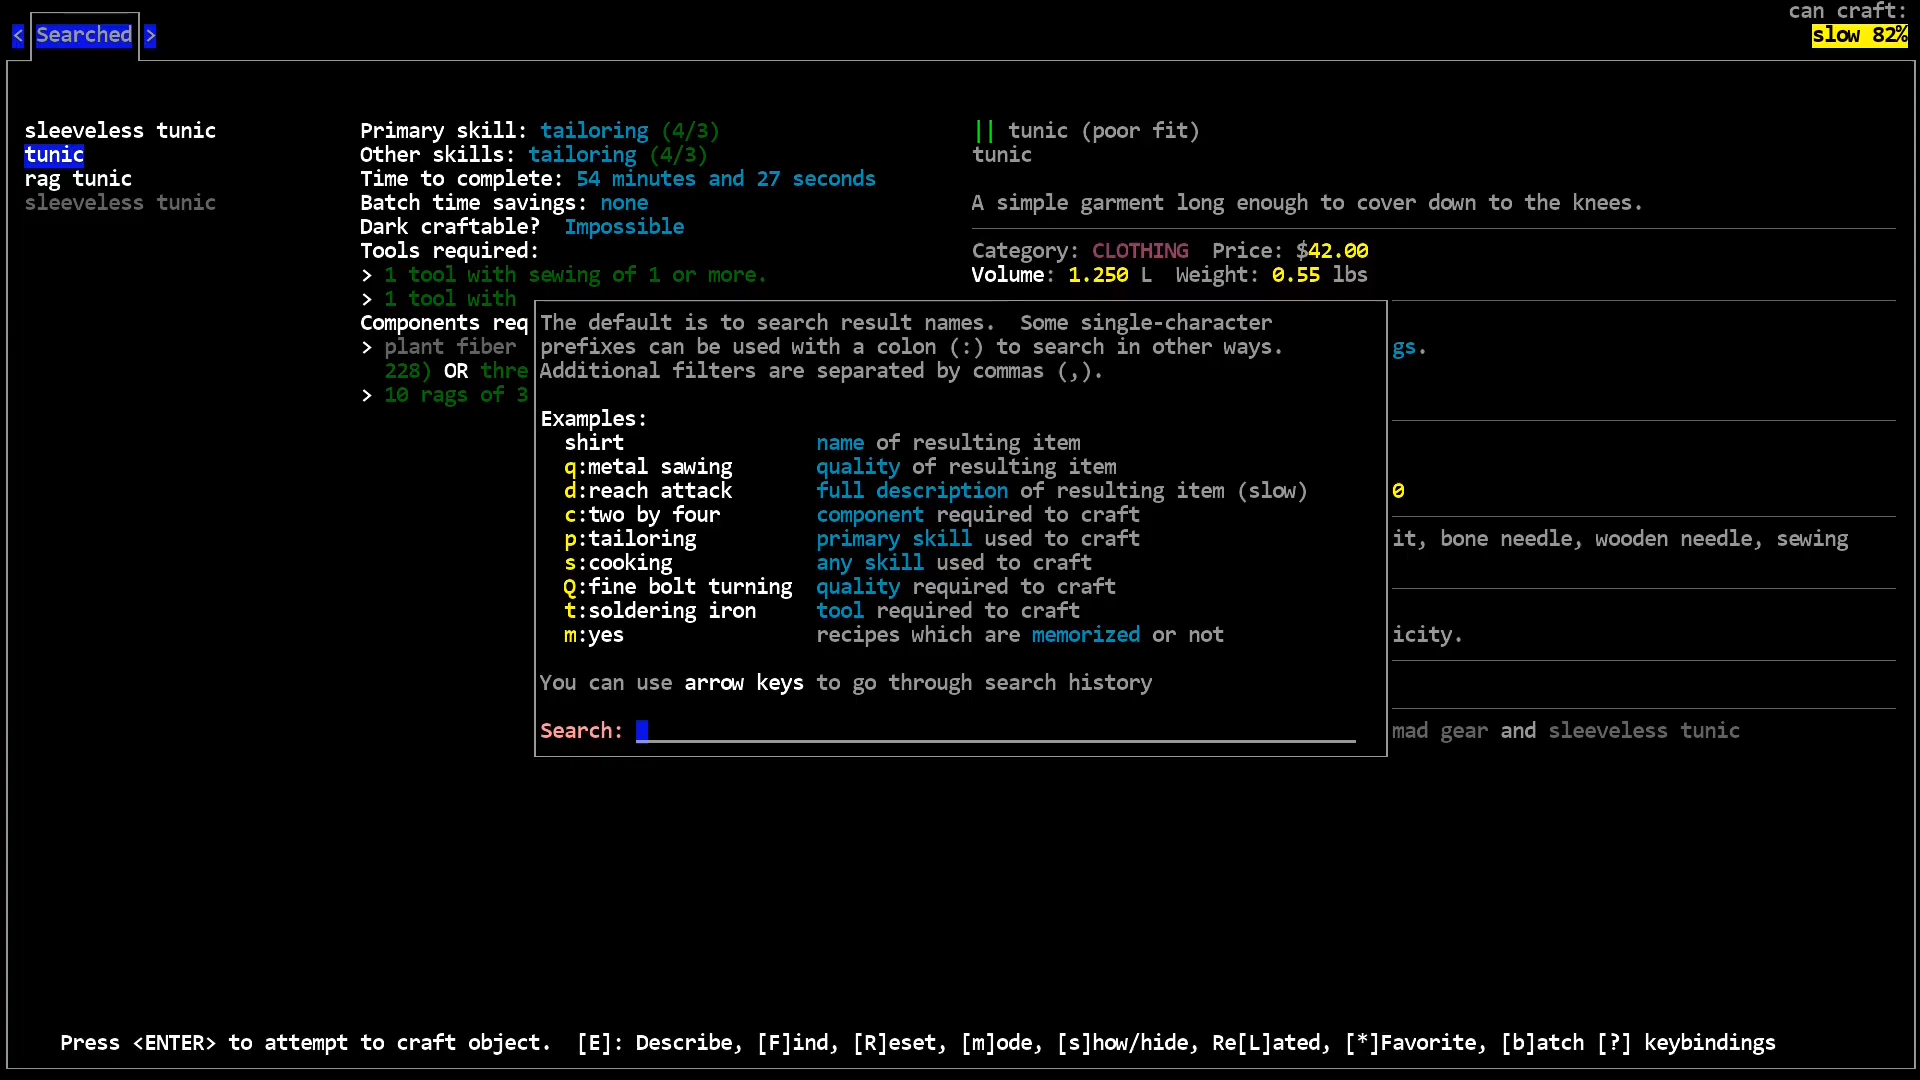 can craft:
< Searched >
slow 82%
sleeveless tunic
tunic
rag tunic
sleeveless tunic
Primary skill: tailoring (4/3)
Other skills: tailoring (4/3)
Time to complete: 54 minutes and 27 seconds
Batch time savings: none
Dark craftable?  Impossible
Tools required:
> 1 tool with sewing of 1 or more.
> 1 tool with
Components req
> plant fiber
228) OR thre
> 10 rags of 3
|| tunic (poor fit)
tunic
A simple garment long enough to cover down to the knees.
Category: CLOTHING  Price: $42.00
Volume: 1.250 L  Weight: 0.55 lbs
gs.
0
it, bone needle, wooden needle, sewing
icity.
mad gear and sleeveless tunic
The default is to search result names.  Some single-character
prefixes can be used with a colon (:) to search in other ways.
Additional filters are separated by commas (,).
Examples:
shirt name of resulting item
q:metal sawing quality of resulting item
d:reach attack full description of resulting item (slow)
c:two by four component required to craft
p:tailoring primary skill used to craft
s:cooking any skill used to craft
Q:fine bolt turning quality required to craft
t:soldering iron tool required to craft
m:yes recipes which are memorized or not
You can use arrow keys to go through search history
Search:
Press <ENTER> to attempt to craft object.  [E]: Describe, [F]ind, [R]eset, [m]ode, [s]how/hide, Re[L]ated, [*]Favorite, [b]atch [?] keybindings